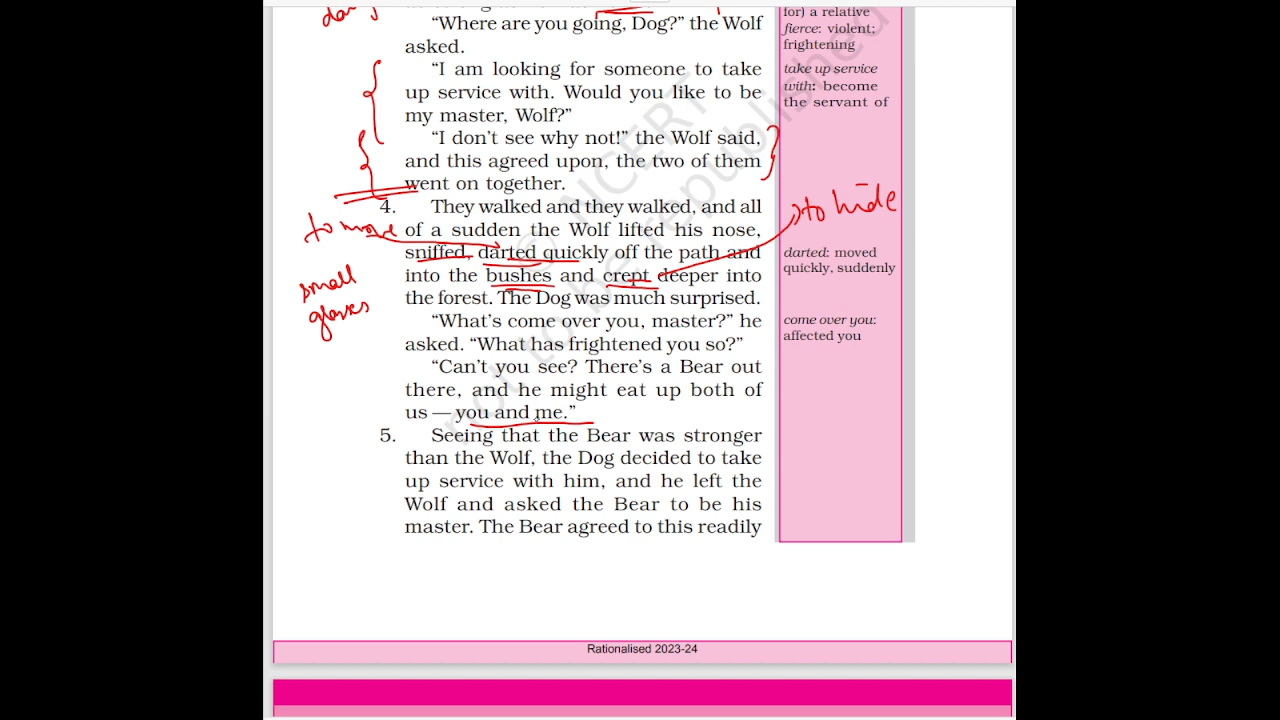 "Where are you going, Dog?" the Wolf
asked.
"I am looking for someone to take
up service with. Would you like to be
my master, Wolf?"
"I don't see why not!" the Wolf said,
and this agreed upon, the two of them
went on together.
4. They walked and they walked, and all
of a sudden the Wolf lifted his nose,
sniffed, darted quickly off the path and
into the bushes and crept deeper into
the forest. The Dog was much surprised.
"What's come over you, master?" he
asked. "What has frightened you so?"
"Can't you see? There's a Bear out
there, and he might eat up both of
us — you and me."
5. Seeing that the Bear was stronger
than the Wolf, the Dog decided to take
up service with him, and he left the
Wolf and asked the Bear to be his
master. The Bear agreed to this readily
for) a relative
fierce: violent;
frightening
take up service
with: become
the servant of
darted: moved
quickly, suddenly
come over you:
affected you
to move
small
to hide
© NCERT
not to be republished
Rationalised 2023-24